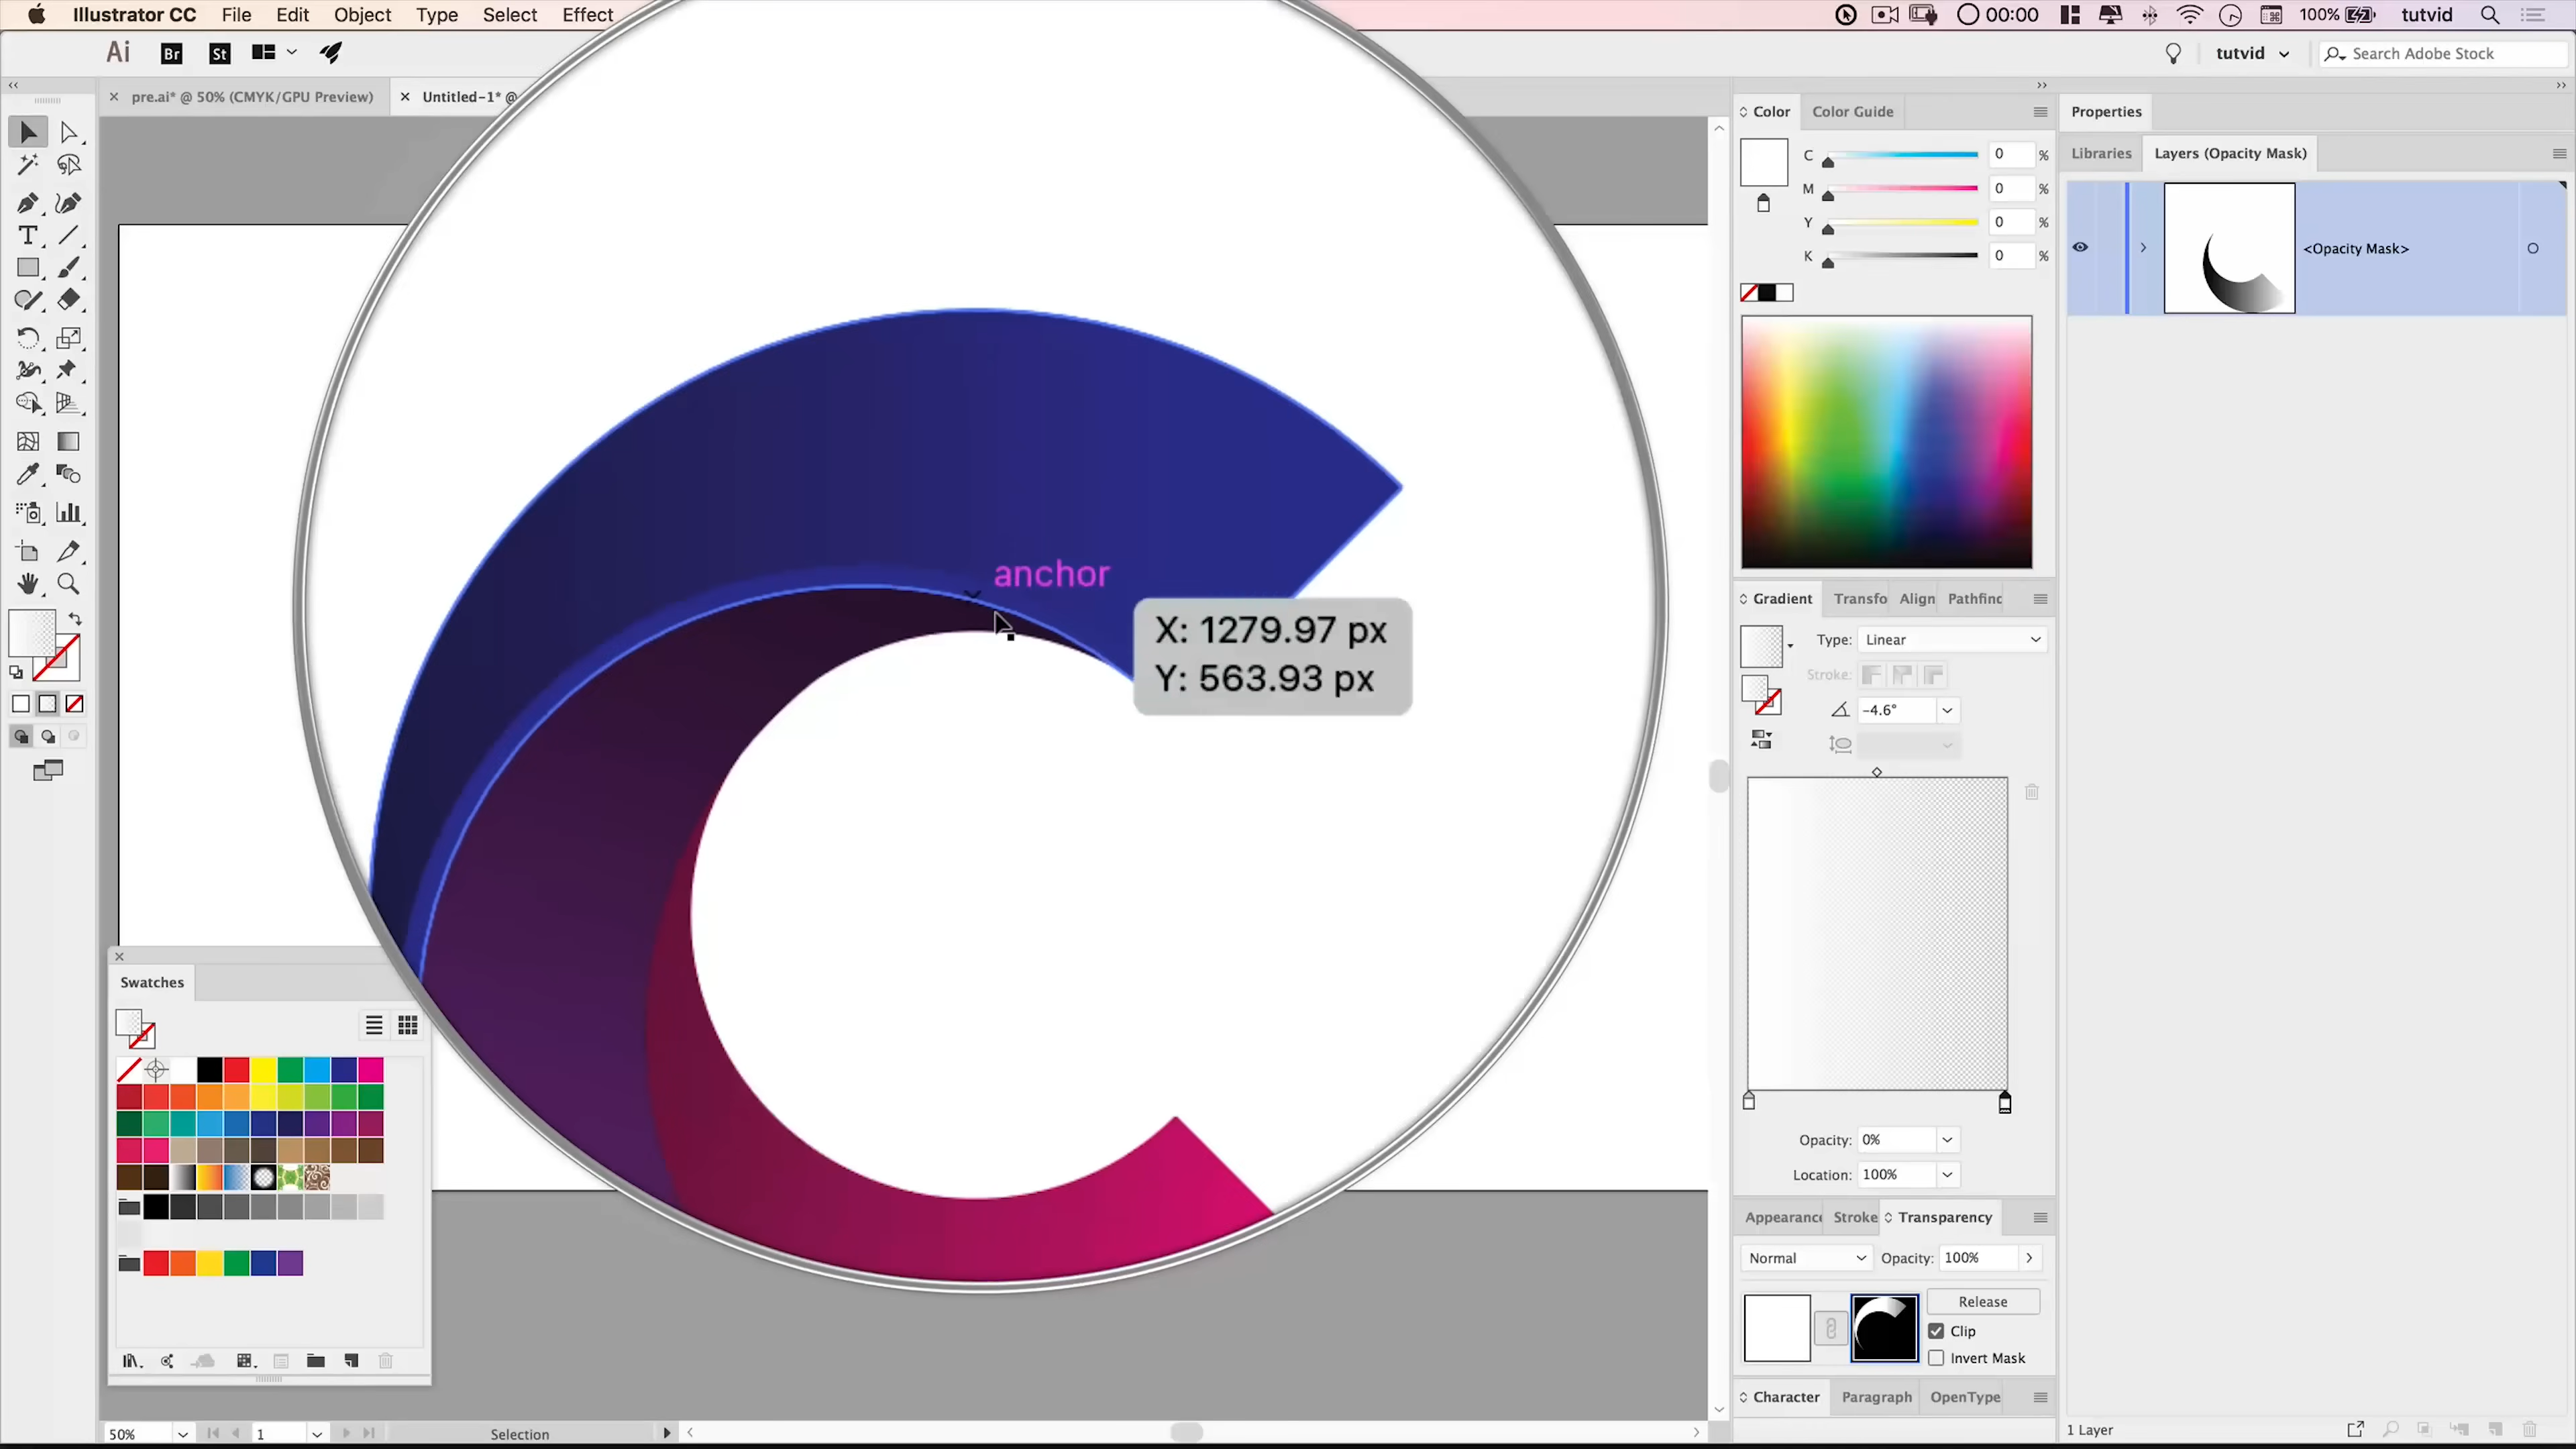 Illustrator CC File Edit Object Type Select Effect 00:00 100% tutvid
Ai Br St tutvid Search Adobe Stock
pre.ai* @ 50% (CMYK/GPU Preview) Untitled-1* @
Color Color Guide
C 0 %
M 0 %
Y 0 %
K 0 %
Properties
Libraries Layers (Opacity Mask)
<Opacity Mask>
anchor
X: 1279.97 px
Y: 563.93 px
Gradient Transfo Align Pathfind
Type: Linear
Stroke:
-4.6°
Opacity: 0%
Location: 100%
Swatches
Appearance Stroke Transparency
Normal Opacity: 100%
Release
Clip
Invert Mask
Character Paragraph OpenType
50% 1 Selection
1 Layer